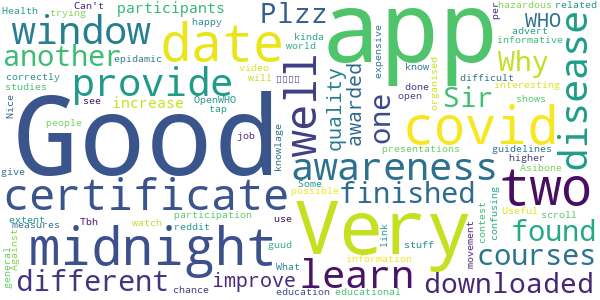 Health
trying
Can't
participants
happy
Plzz
WHO
per
hazardous
related
window
date
app
advert
informative
another
kinda
world
expensive
know
correctly
epidamic
video
will
Why
difficult
disease
studies
provide
well
quality
awarded
one
done
open
organised
interesting
shows
see
increase
OpenWHO
tap
Sir
Nice
Good
people
job
covid
knowlage
presentations
guidelines
higher
Asibone
give
certificate
awareness
two
Some
possible
finished
contest
confusing
Useful
scroll
extent
measures
Tbh
participation
reddit
watch
use
Very
link
stuff
movement
found
general
Against
midnight
guud
information
courses
different
chance
improve
What
learn
education
educational
downloaded